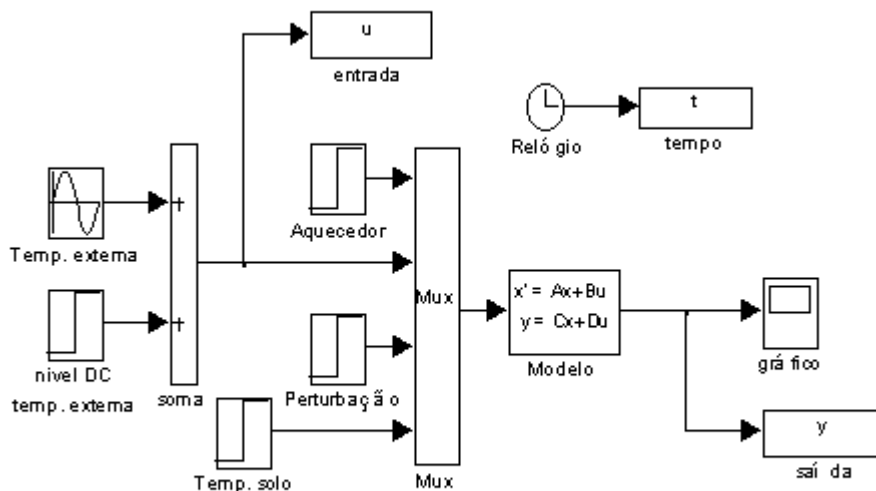 u
entrada
t
Relógio
tempo
+
Temp. externa
Aquecedor
Mux
x' = Ax+Bu
y = Cx+Du
Modelo
+
nivel DC
temp. externa
soma
Perturbação
gráfico
Temp. solo
Mux
y
saída